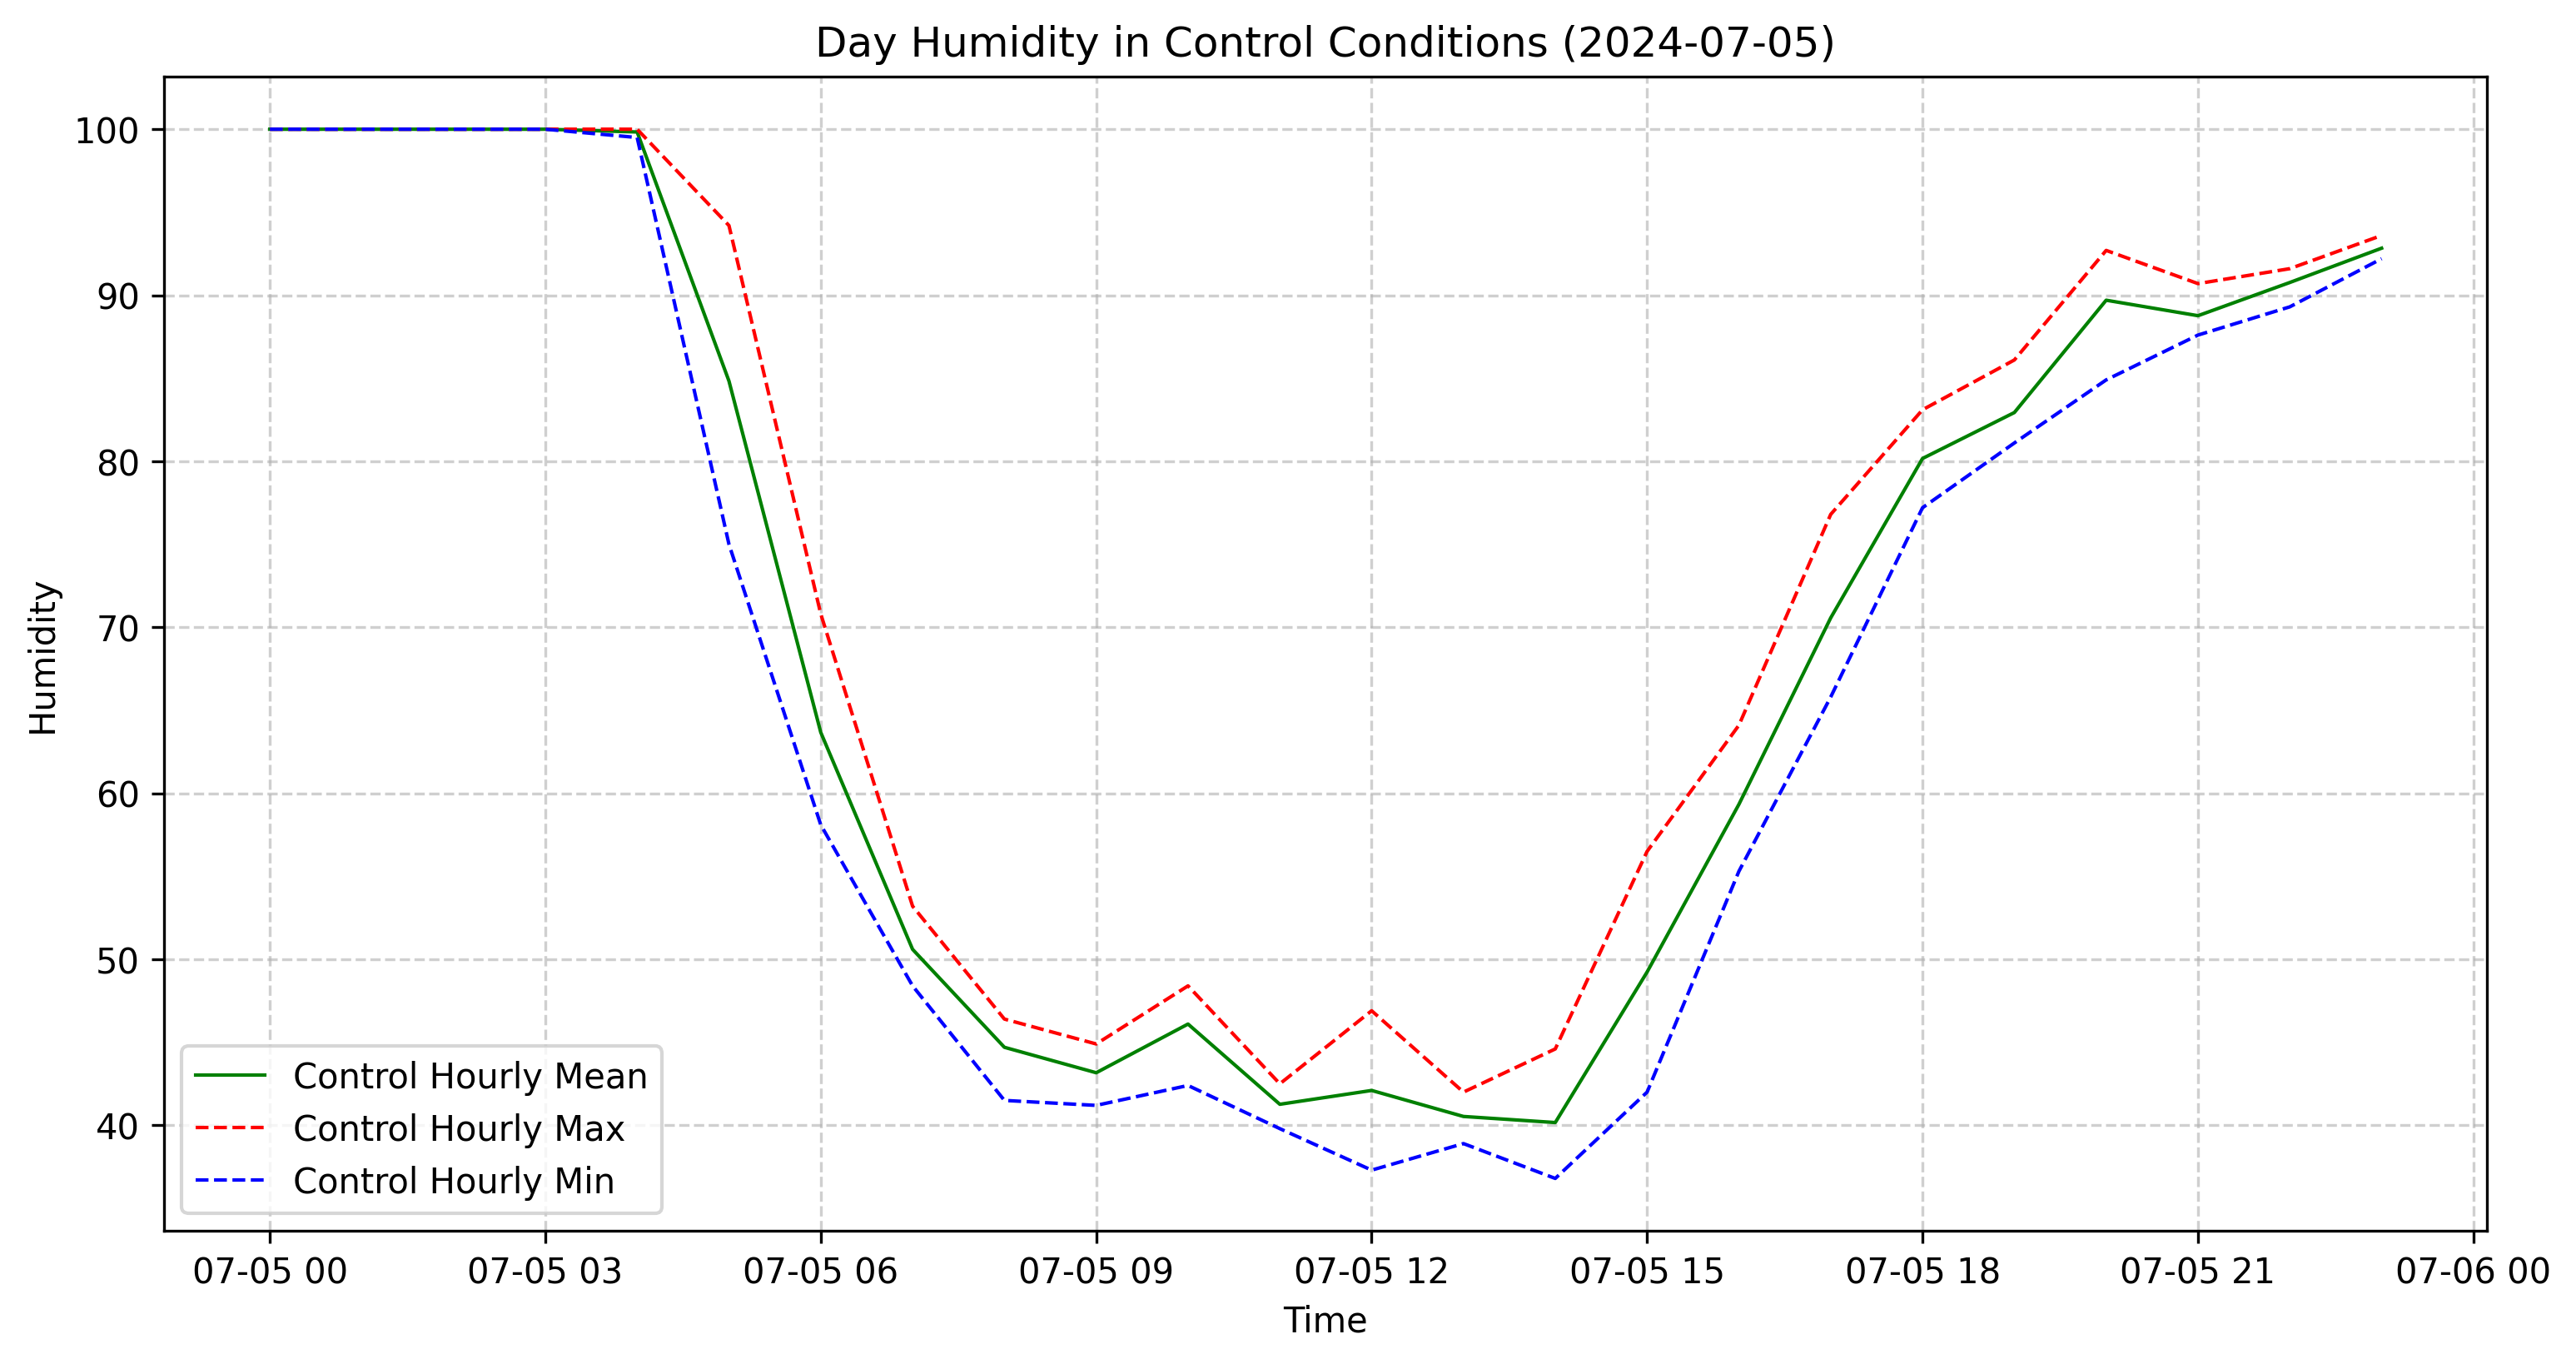 Day Humidity in Control Conditions (2024-07-05)
Humidity
100
90
80
70
60
50
40
Control Hourly Mean
Control Hourly Max
Control Hourly Min
07-05 00 07-05 03 07-05 06 07-05 09 07-05 12 07-05 15 07-05 18 07-05 21 07-06 00
Time